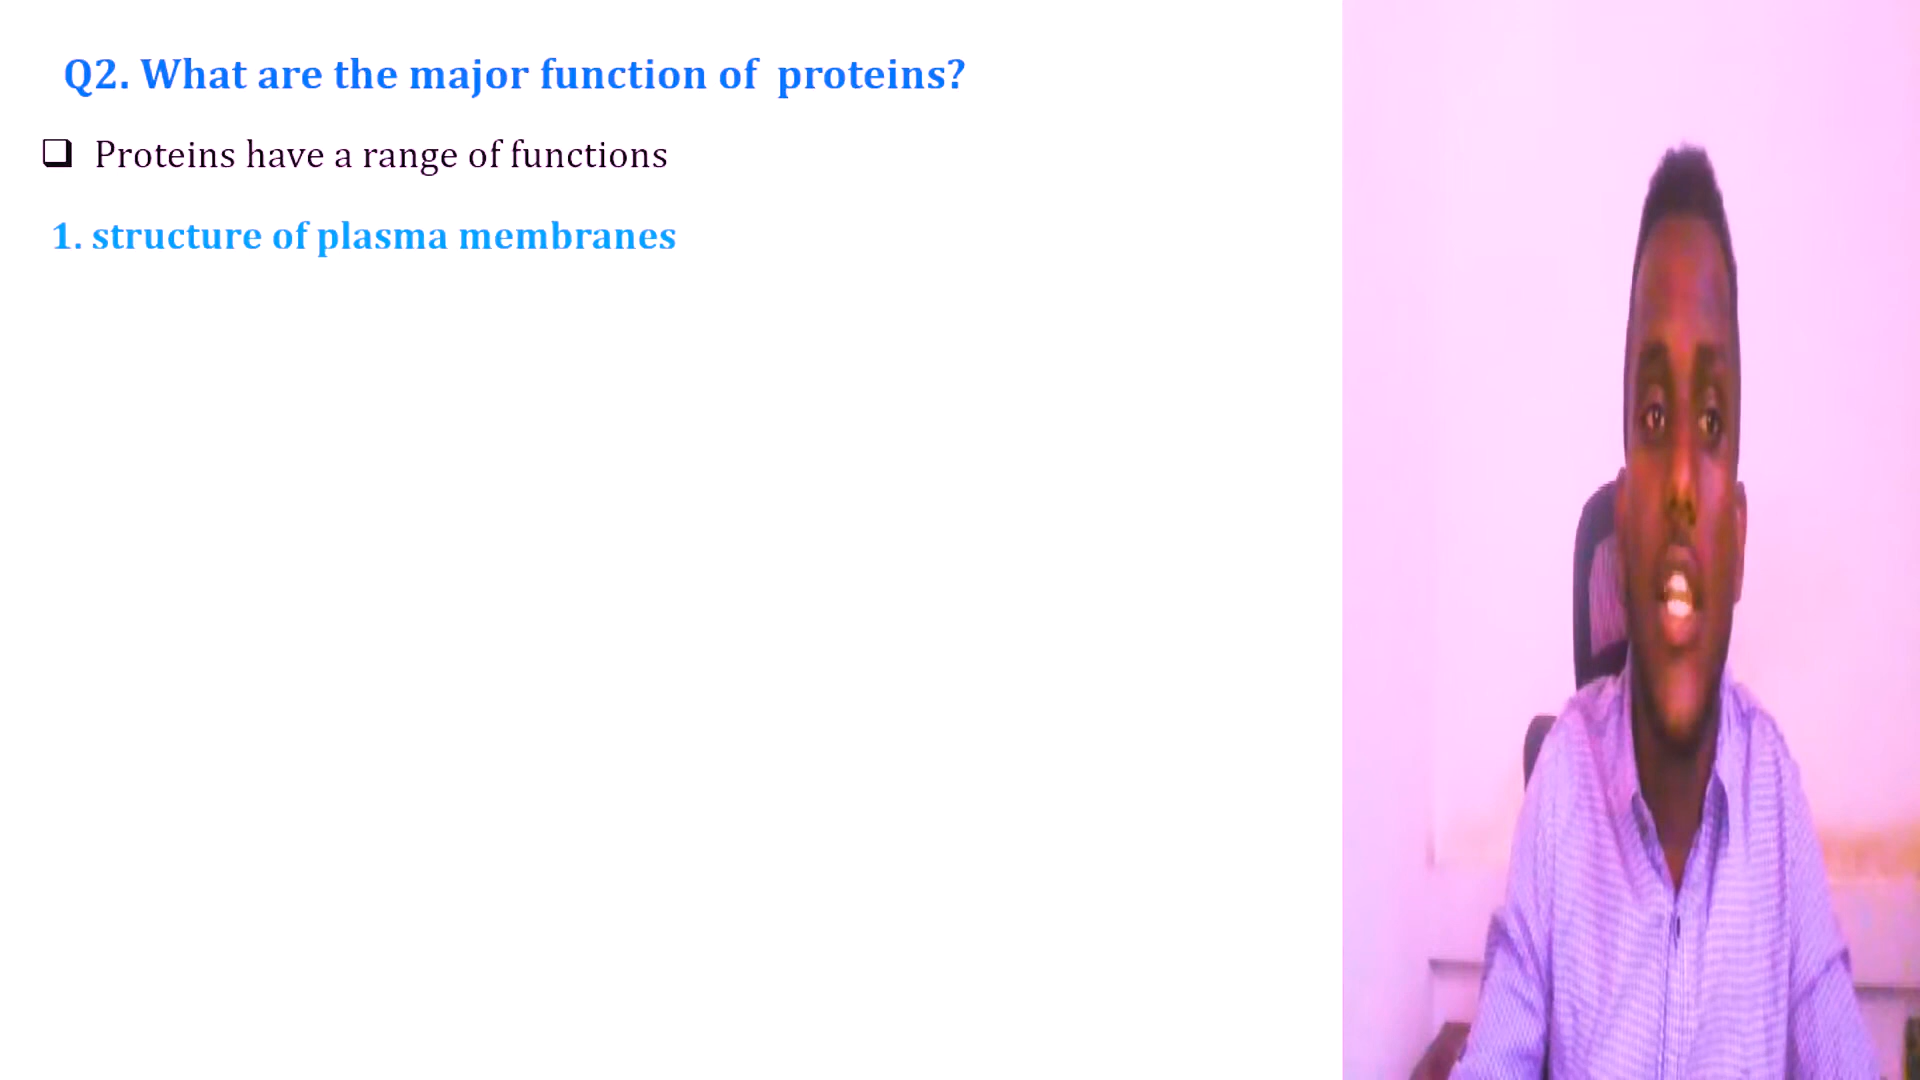 Q2. What are the major function of proteins?
Proteins have a range of functions
1. structure of plasma membranes